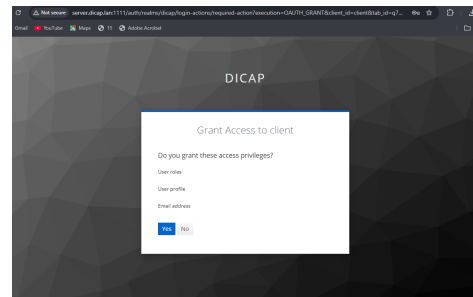 Not secure server.dicap.lan:1111/auth/realms/dicap/login-actions/required-action?execution=OAUTH_GRANT&client_id=client&tab_id=q7...
Gmail YouTube Maps 11 Adobe Acrobat
DICAP
Grant Access to client
Do you grant these access privileges?
User roles
User profile
Email address
Yes No